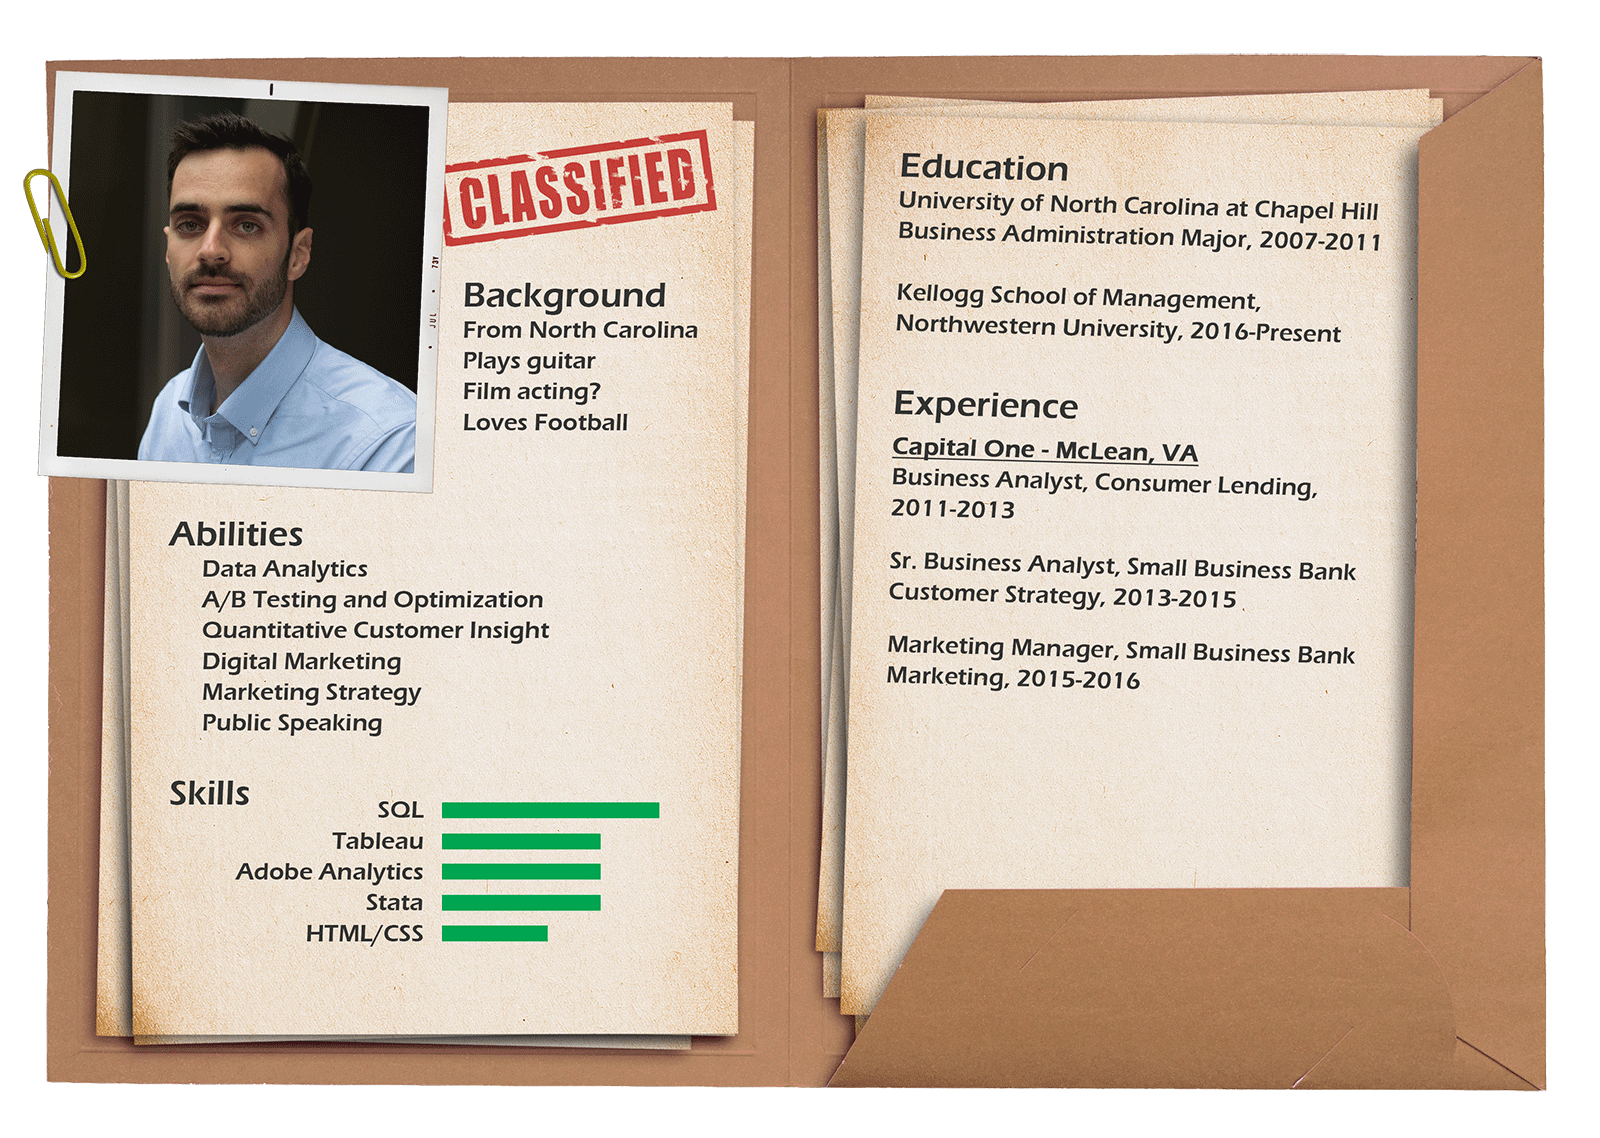 CLASSIFIED
73Y
JUL
Background
From North Carolina
Plays guitar
Film acting?
Loves Football
Abilities
Data Analytics
A/B Testing and Optimization
Quantitative Customer Insight
Digital Marketing
Marketing Strategy
Public Speaking
Skills
SQL
Tableau
Adobe Analytics
Stata
HTML/CSS
Education
University of North Carolina at Chapel Hill
Business Administration Major, 2007-2011
Kellogg School of Management,
Northwestern University, 2016-Present
Experience
Capital One - McLean, VA
Business Analyst, Consumer Lending,
2011-2013
Sr. Business Analyst, Small Business Bank
Customer Strategy, 2013-2015
Marketing Manager, Small Business Bank
Marketing, 2015-2016